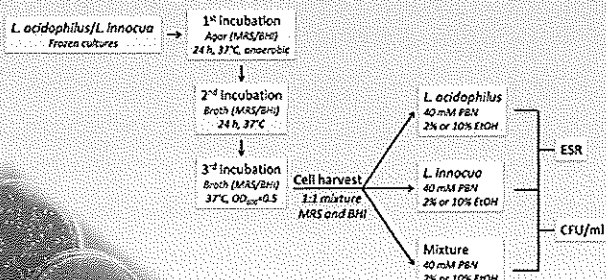 L. acidophilus/L. innocua
Frozen cultures
1st incubation
Agar (MRS/BHI)
24 h, 37°C, anaerobic
2nd incubation
Broth (MRS/BHI)
24 h, 37°C
3rd incubation
Broth (MRS/BHI)
37°C, OD600=0.5
Cell harvest
1:1 mixture
MRS and BHI
L. acidophilus
40 mM PBN
2% or 10% EtOH
L. innocua
40 mM PBN
2% or 10% EtOH
Mixture
40 mM PBN
2% or 10% EtOH
ESR
CFU/ml